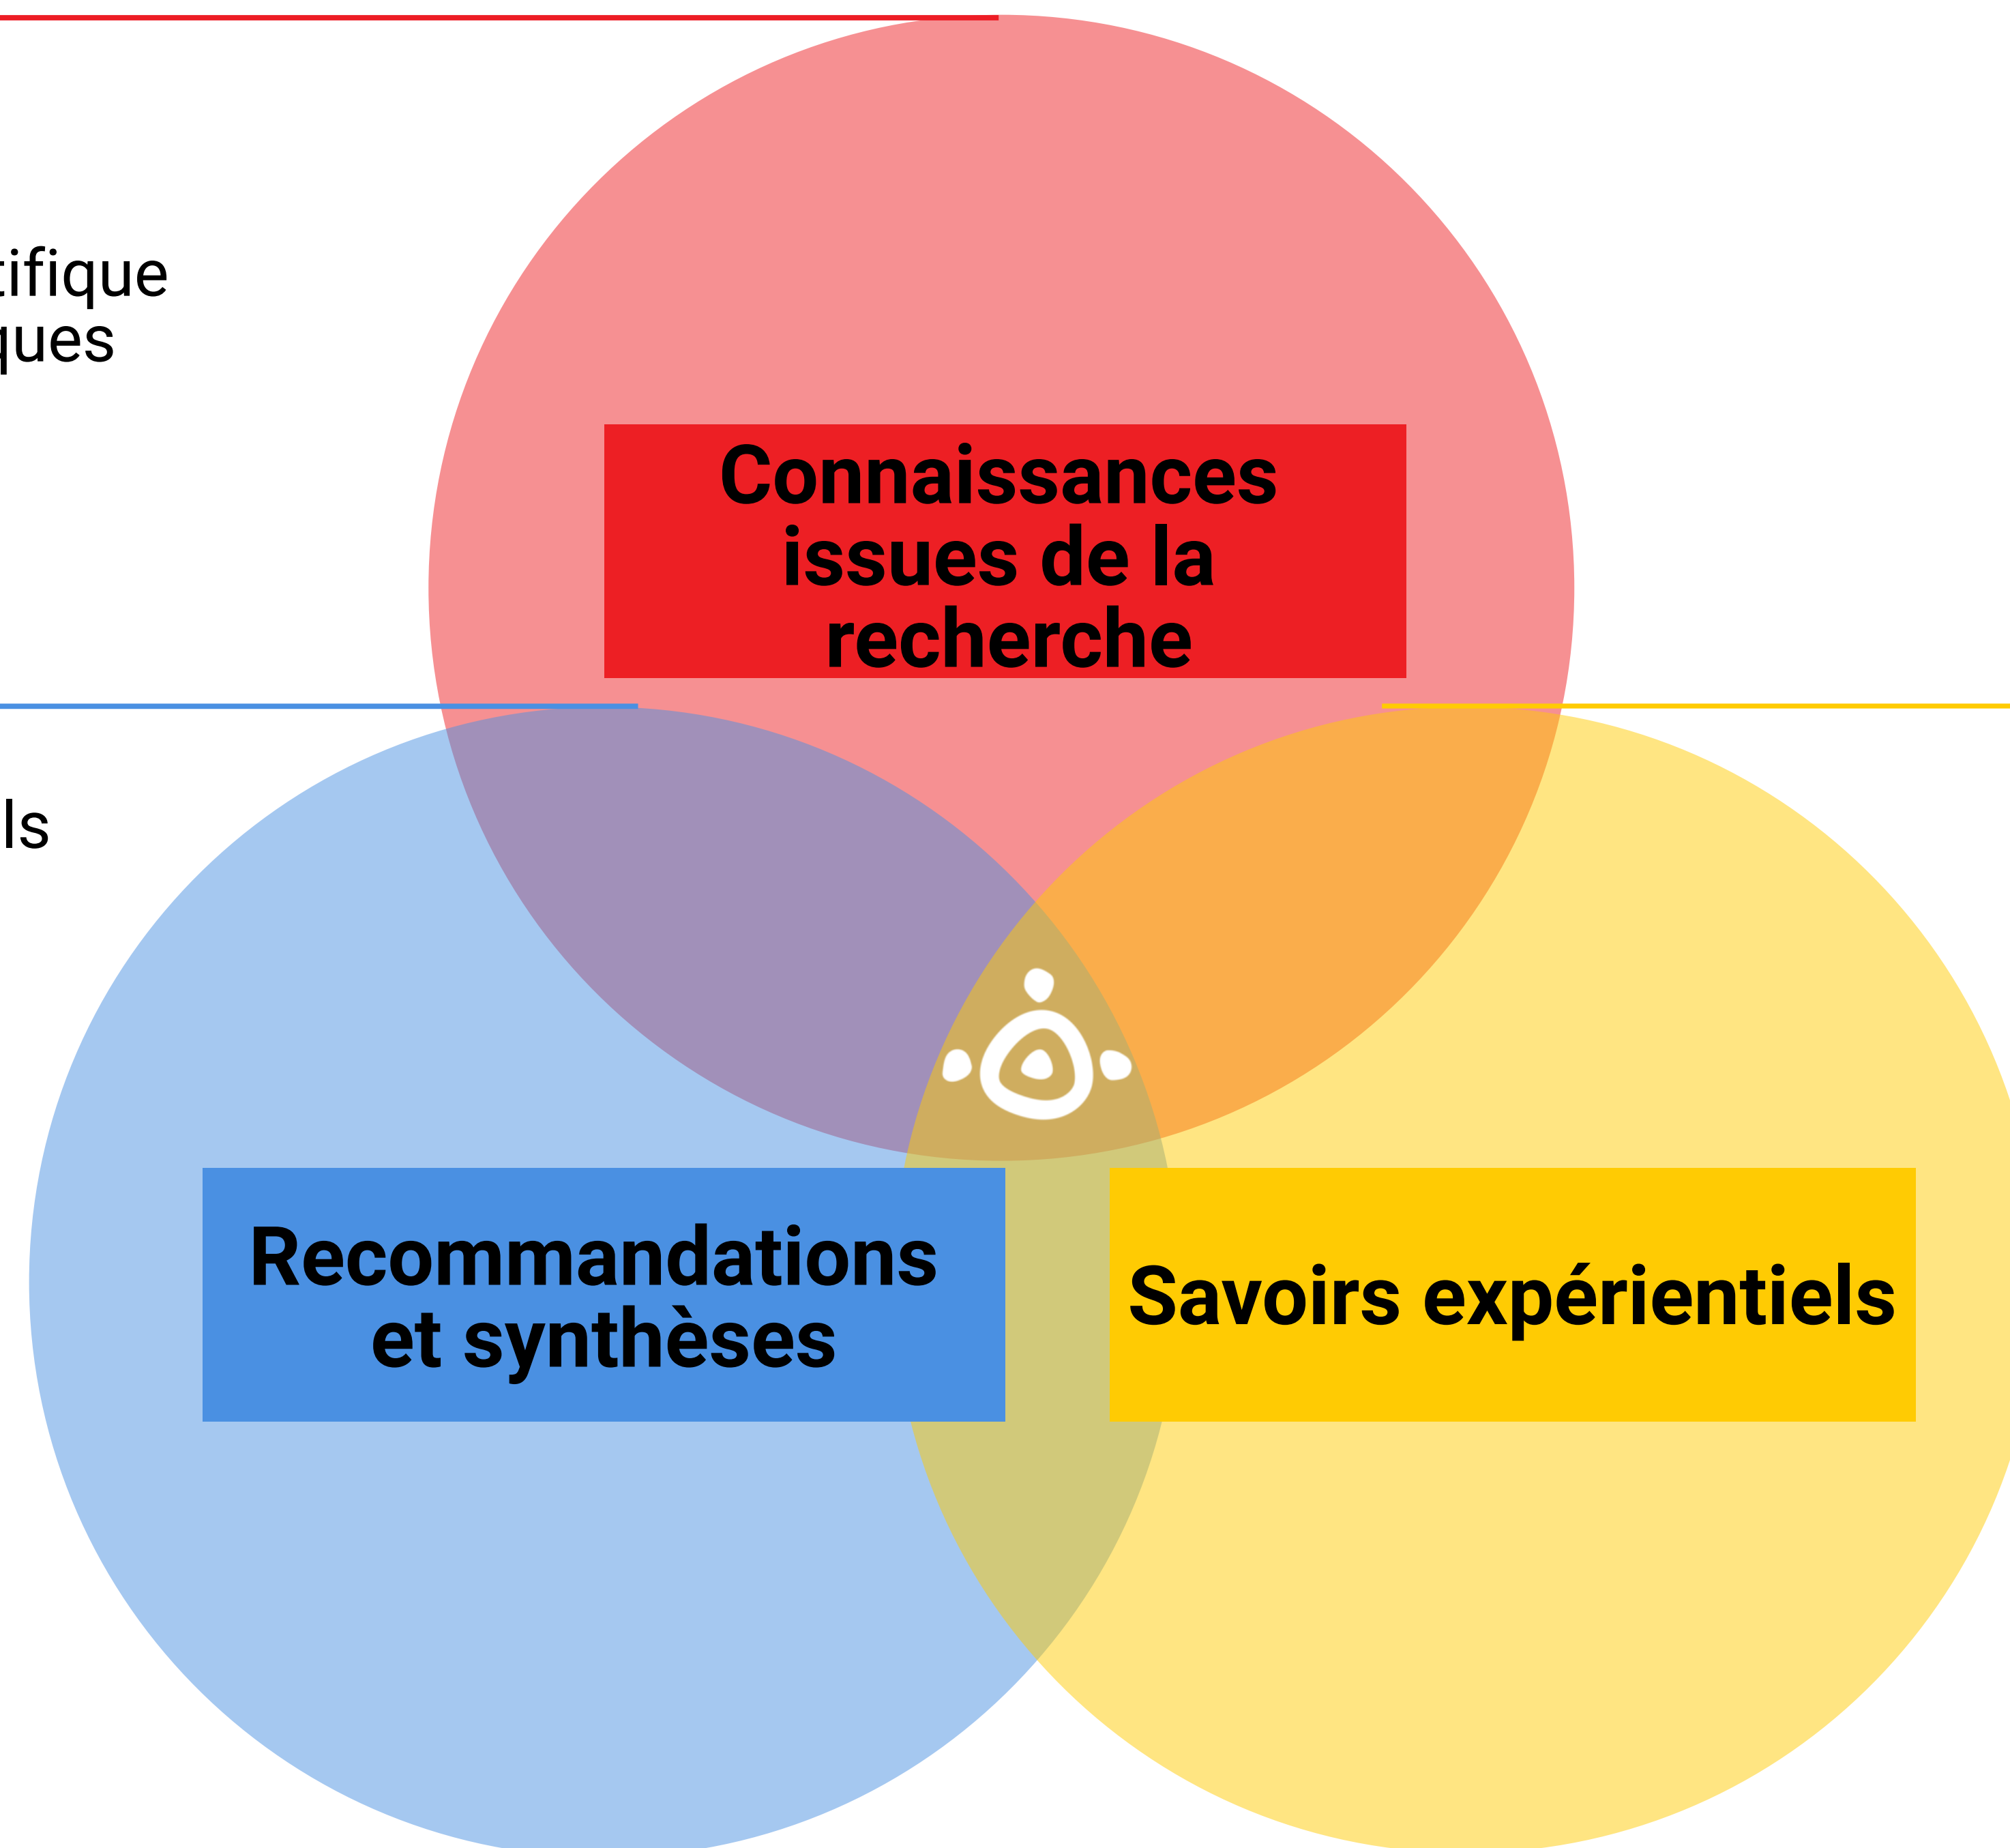 tifique
ques
Connaissances
issues de la
recherche
ls
Recommandations
et synthèses
Savoirs expérientiels